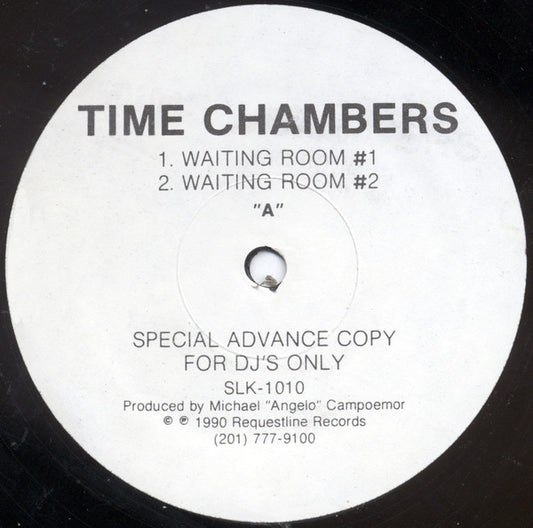 TIME CHAMBERS
1. WAITING ROOM #1
2. WAITING ROOM #2
"A"
SPECIAL ADVANCE COPY
FOR DJ'S ONLY
SLK-1010
Produced by Michael "Angelo" Campoemor
© ℗ 1990 Requestline Records
(201) 777-9100